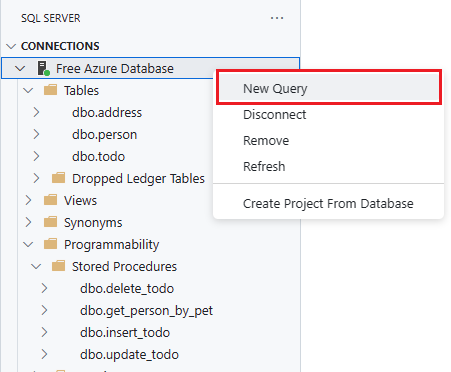 SQL SERVER
CONNECTIONS
Free Azure Database
Tables
dbo.address
dbo.person
dbo.todo
Dropped Ledger Tables
Views
Synonyms
Programmability
Stored Procedures
dbo.delete_todo
dbo.get_person_by_pet
dbo.insert_todo
dbo.update_todo
New Query
Disconnect
Remove
Refresh
Create Project From Database